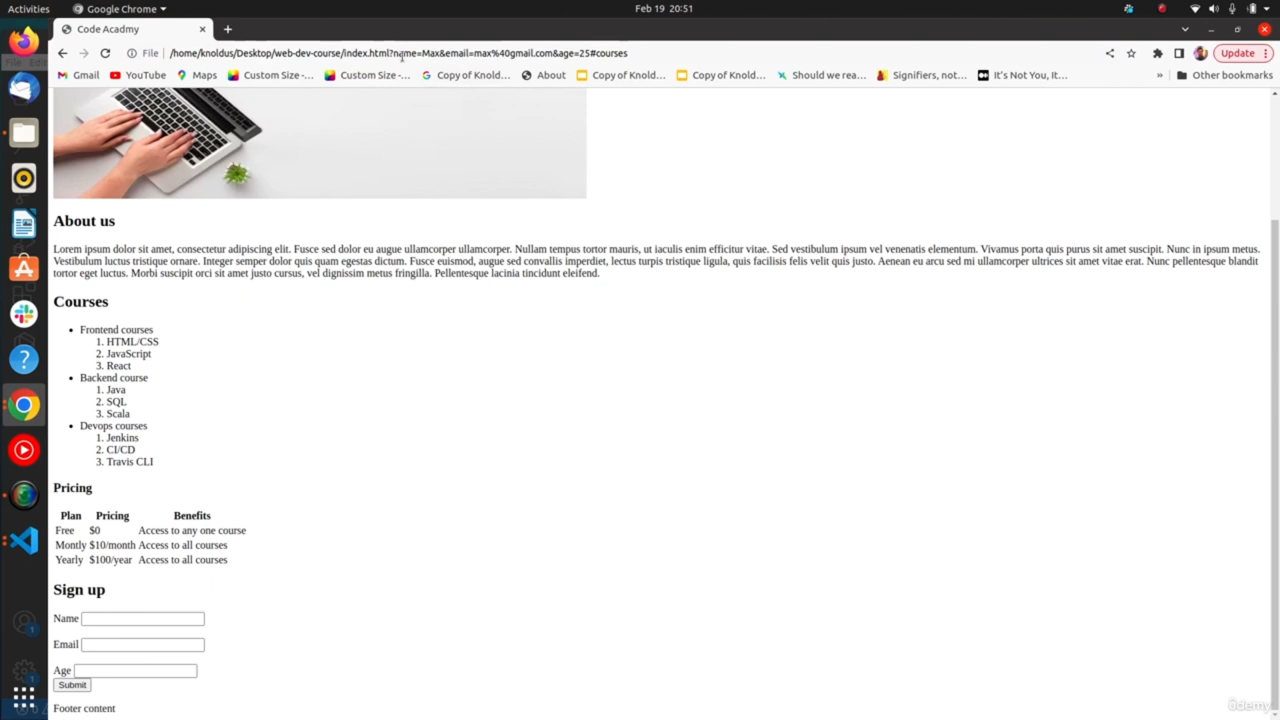 Activities Google Chrome Feb 19 20:51
Code Acadmy
File /home/knoldus/Desktop/web-dev-course/index.html?name=Max&email=max%40gmail.com&age=25#courses Update
Gmail YouTube Maps Custom Size -... Custom Size -... Copy of Knol... About Copy of Knold... Copy of Knold... Should we rea... Signifiers, not... It's Not You, It... » Other bookmarks
About us
Lorem ipsum dolor sit amet, consectetur adipiscing elit. Fusce sed dolor eu augue ullamcorper ullamcorper. Nullam tempus tortor mauris, ut iaculis enim efficitur vitae. Sed vestibulum ipsum vel venenatis elementum. Vivamus porta quis purus sit amet suscipit. Nunc in ipsum metus.
Vestibulum luctus tristique ornare. Integer semper dolor quis quam egestas dictum. Fusce euismod, augue sed convallis imperdiet, lectus turpis tristique ligula, quis facilisis felis velit quis justo. Aenean eu arcu sed mi ullamcorper ultrices sit amet vitae erat. Nunc pellentesque blandit
tortor eget luctus. Morbi suscipit orci sit amet justo cursus, vel dignissim metus fringilla. Pellentesque lacinia tincidunt eleifend.
Courses
• Frontend courses
1. HTML/CSS
2. JavaScript
3. React
• Backend course
1. Java
2. SQL
3. Scala
• Devops courses
1. Jenkins
2. CI/CD
3. Travis CLI
Pricing
Plan Pricing Benefits
Free $0 Access to any one course
Montly $10/month Access to all courses
Yearly $100/year Access to all courses
Sign up
Name
Email
Age
Submit
Footer content
ûdemy